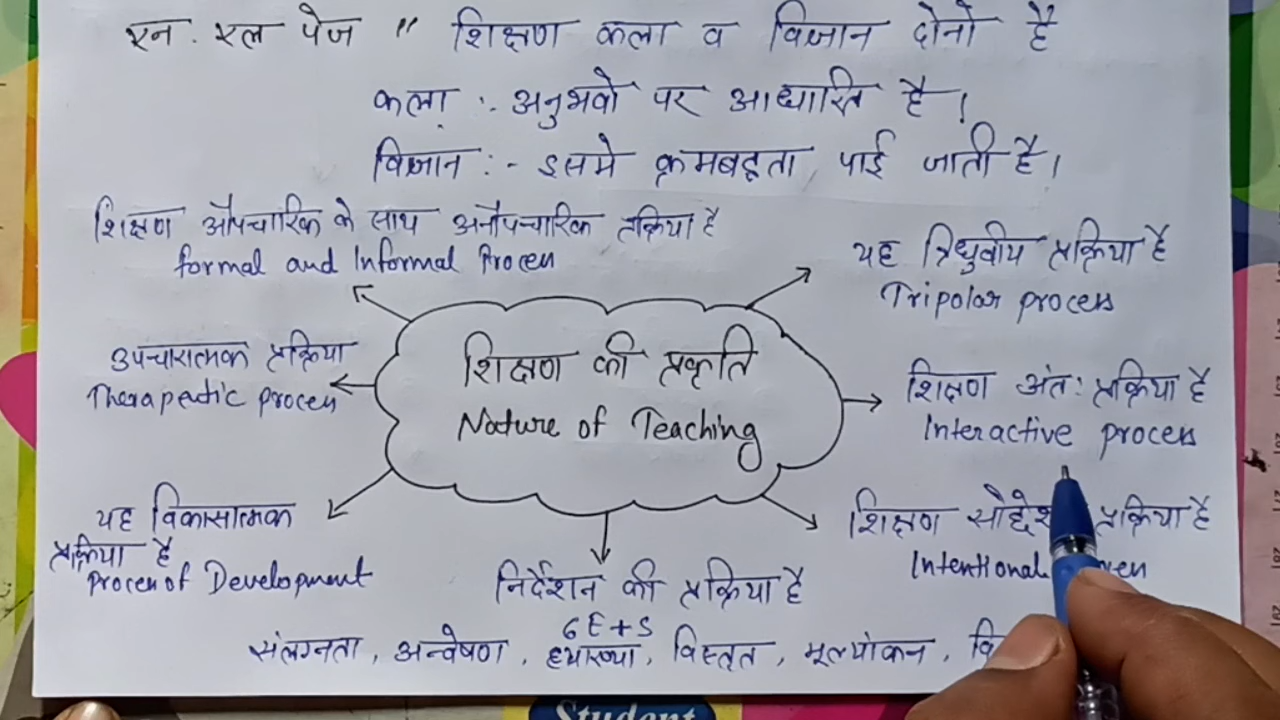 एन. एल पेज " शिक्षण कला व विज्ञान दोनो है
कला :- अनुभवो पर आधारित है।
विज्ञान :- इसमे क्रमबद्धता पाई जाती है।
शिक्षण औपचारिक के साथ अनौपचारिक प्रक्रिया है
formal and Informal Process
यह त्रिध्रुवीय प्रक्रिया है
Tripolar process
उपचारात्मक प्रक्रिया
Therapeutic process
शिक्षण की प्रकृति
Nature of Teaching
शिक्षण अंत: प्रक्रिया है
Interactive process
यह विकासात्मक
प्रक्रिया है
Process of Development
शिक्षण प्रक्रिया है
Intentional
निर्देशन की प्रक्रिया है
6E+S
संलग्नता, अन्वेषण, व्याख्या, विस्तृत, मूल्यांकन,
Student